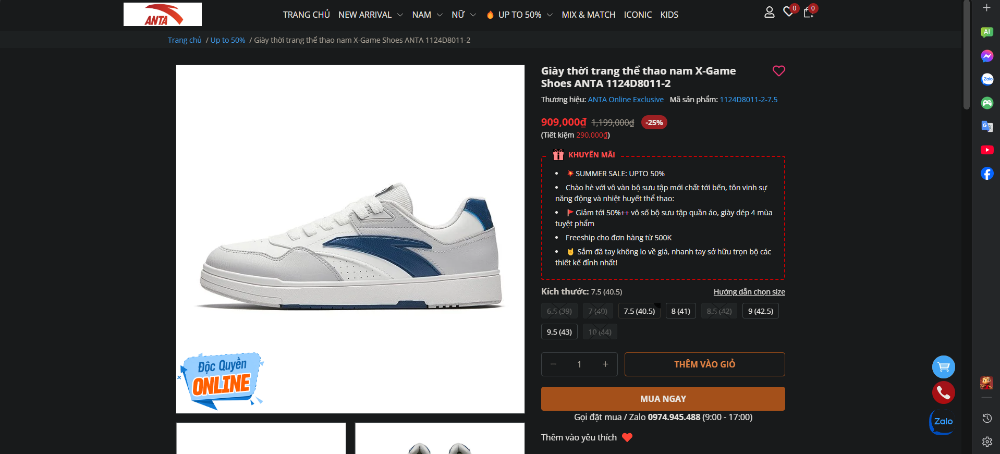 ANTA
TRANG CHỦ NEW ARRIVAL NAM NỮ UP TO 50% MIX & MATCH ICONIC KIDS
0 0
Trang chủ / Up to 50% / Giày thời trang thể thao nam X-Game Shoes ANTA 1124D8011-2
Giày thời trang thể thao nam X-Game
Shoes ANTA 1124D8011-2
Thương hiệu: ANTA Online Exclusive Mã sản phẩm: 1124D8011-2-7.5
909,000₫ 1,199,000₫ -25%
(Tiết kiệm 290,000₫)
KHUYẾN MÃI
• 💥 SUMMER SALE: UPTO 50%
• Chào hè với vô vàn bộ sưu tập mới chất tới bến, tôn vinh sự
năng động và nhiệt huyết thể thao:
• 🚩 Giảm tới 50%++ vô số bộ sưu tập quần áo, giày dép 4 mùa
tuyệt phẩm
• Freeship cho đơn hàng từ 500K
• 🤘 Sắm đã tay không lo về giá, nhanh tay sở hữu trọn bộ các
thiết kế đỉnh nhất!
Kích thước: 7.5 (40.5) Hướng dẫn chọn size
6.5 (39) 7 (40) 7.5 (40.5) 8 (41) 8.5 (42) 9 (42.5)
9.5 (43) 10 (44)
− 1 + THÊM VÀO GIỎ
MUA NGAY
Gọi đặt mua / Zalo 0974.945.488 (9:00 - 17:00)
Thêm vào yêu thích
Độc Quyền
ONLINE
AI
Zalo
Zalo